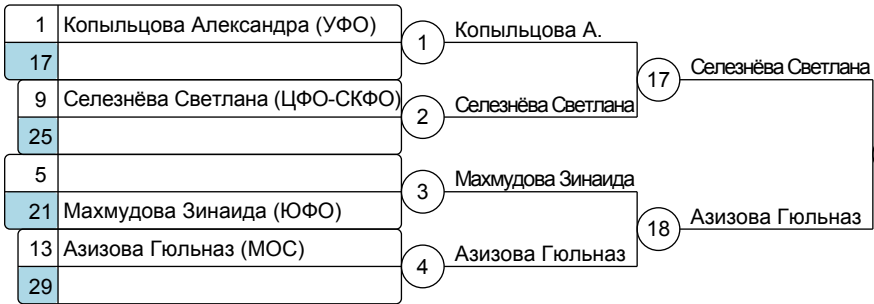 1 Копыльцова Александра (УФО)
17
9 Селезнёва Светлана (ЦФО-СКФО)
25
5
21 Махмудова Зинаида (ЮФО)
13 Азизова Гюльназ (МОС)
29
1 Копыльцова А.
2 Селезнёва Светлана
3 Махмудова Зинаида
4 Азизова Гюльназ
17 Селезнёва Светлана
18 Азизова Гюльназ